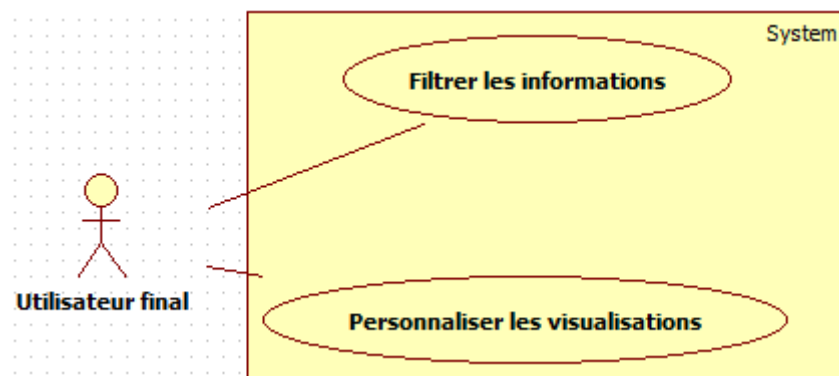 System
Filtrer les informations
Utilisateur final
Personnaliser les visualisations